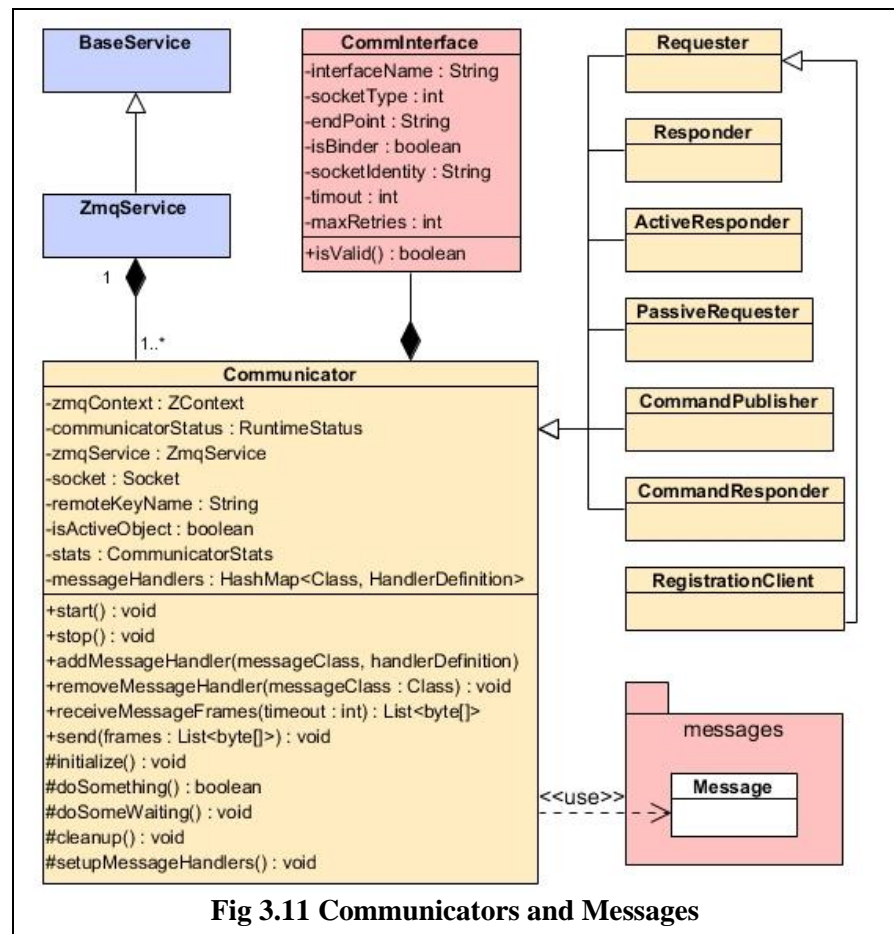 BaseService
ZmqService
1
1..*
CommInterface
-interfaceName : String
-socketType : int
-endPoint : String
-isBinder : boolean
-socketIdentity : String
-timout : int
-maxRetries : int
+isValid() : boolean
Communicator
-zmqContext : ZContext
-communicatorStatus : RuntimeStatus
-zmqService : ZmqService
-socket : Socket
-remoteKeyName : String
-isActiveObject : boolean
-stats : CommunicatorStats
-messageHandlers : HashMap<Class, HandlerDefinition>
+start() : void
+stop() : void
+addMessageHandler(messageClass, handlerDefinition)
+removeMessageHandler(messageClass : Class) : void
+receiveMessageFrames(timeout : int) : List<byte[]>
+send(frames : List<byte[]>) : void
#initialize() : void
#doSomething() : boolean
#doSomeWaiting() : void
#cleanup() : void
#setupMessageHandlers() : void
Requester
Responder
ActiveResponder
PassiveRequester
CommandPublisher
CommandResponder
RegistrationClient
<<use>>
messages
Message
Fig 3.11 Communicators and Messages